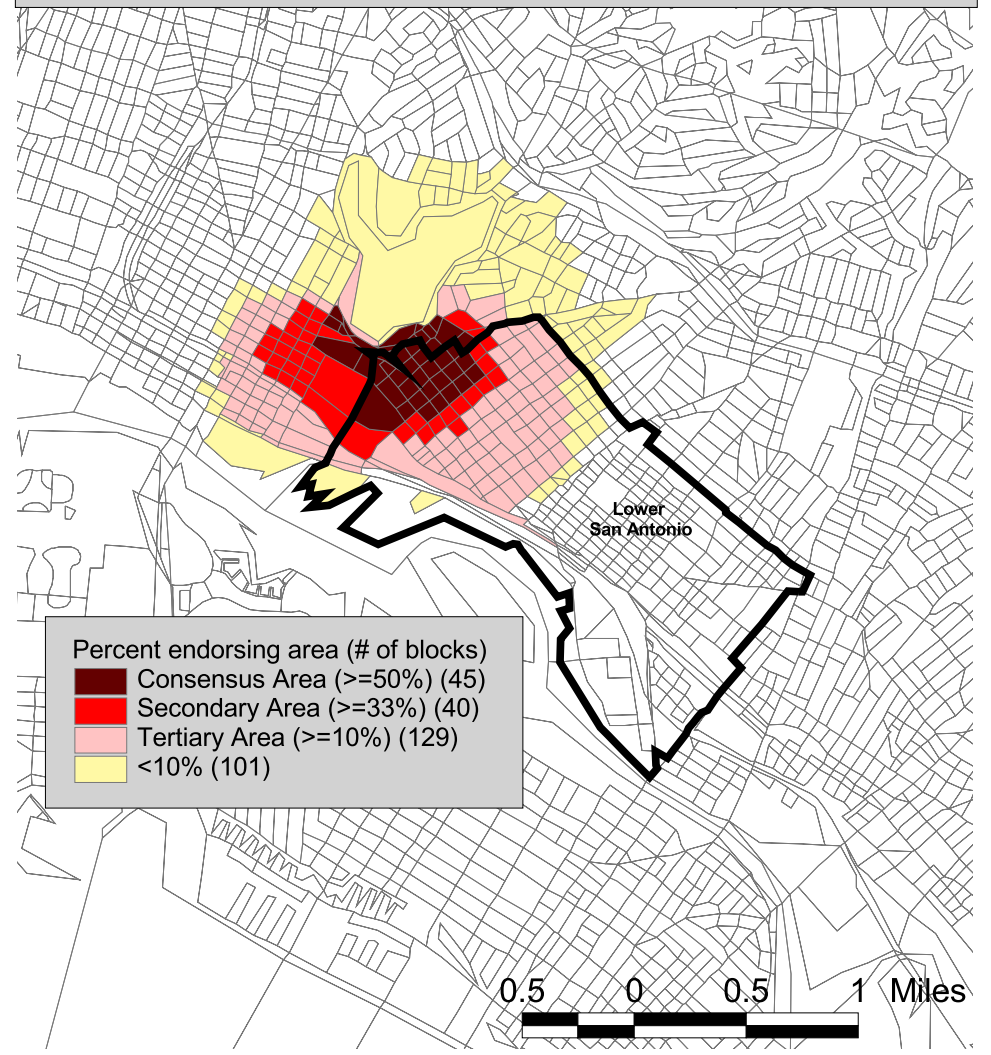 Lower
San Antonio
Percent endorsing area (# of blocks)
Consensus Area (>=50%) (45)
Secondary Area (>=33%) (40)
Tertiary Area (>=10%) (129)
<10% (101)
0.5 0 0.5 1 Miles